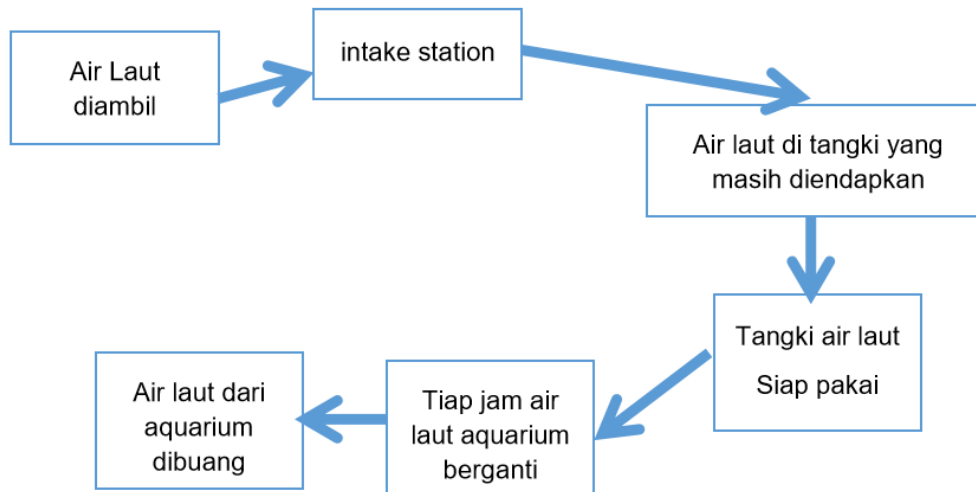 Air Laut
diambil
intake station
Air laut di tangki yang
masih diendapkan
Tangki air laut
Siap pakai
Tiap jam air
laut aquarium
berganti
Air laut dari
aquarium
dibuang